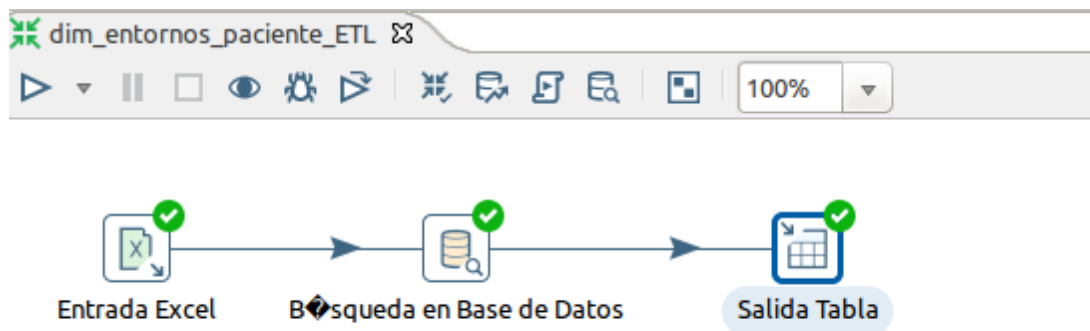 dim_entornos_paciente_ETL
100%
Entrada Excel
B�squeda en Base de Datos
Salida Tabla